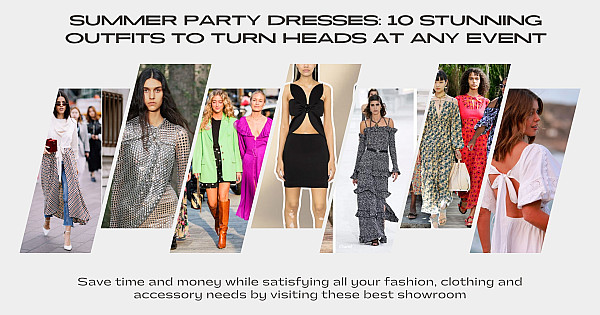 SUMMER PARTY DRESSES: 10 STUNNING
OUTFITS TO TURN HEADS AT ANY EVENT
Save time and money while satisfying all your fashion, clothing and
accessory needs by visiting these best showroom